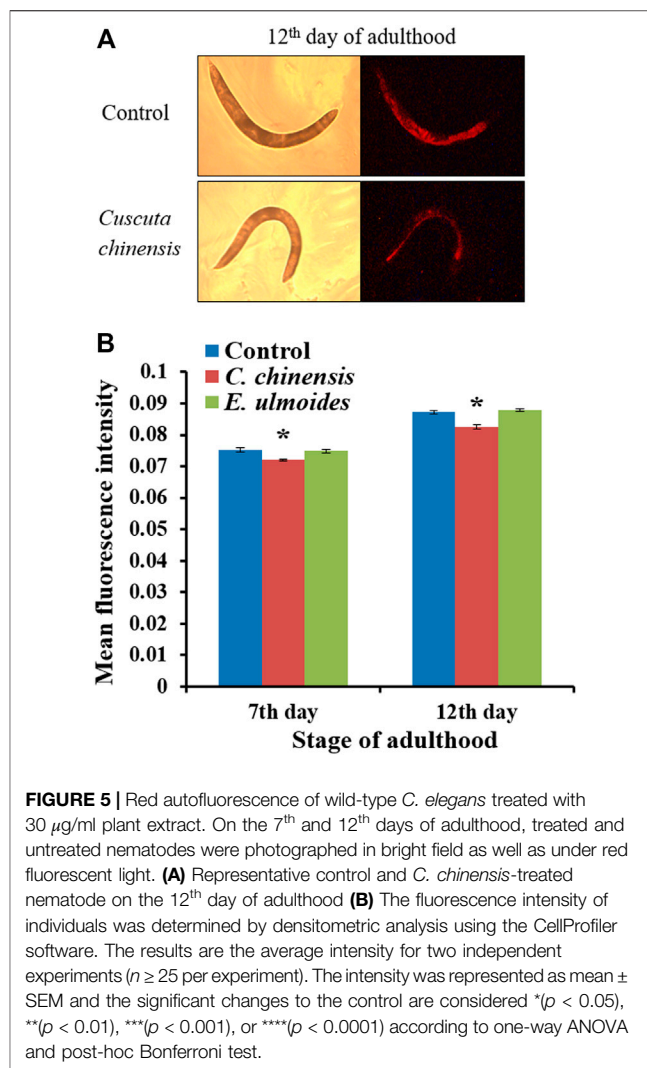 A
12th day of adulthood
Control
Cuscuta
chinensis
B
Control
C. chinensis
E. ulmoides
0.1
0.09
0.08
0.07
0.06
0.05
0.04
0.03
0.02
0.01
0
Mean fluorescence intensity
*
*
7th day
12th day
Stage of adulthood
FIGURE 5 | Red autofluorescence of wild-type C. elegans treated with
30 μg/ml plant extract. On the 7th and 12th days of adulthood, treated and
untreated nematodes were photographed in bright field as well as under red
fluorescent light. (A) Representative control and C. chinensis-treated
nematode on the 12th day of adulthood (B) The fluorescence intensity of
individuals was determined by densitometric analysis using the CellProfiler
software. The results are the average intensity for two independent
experiments (n ≥ 25 per experiment). The intensity was represented as mean ±
SEM and the significant changes to the control are considered *(p < 0.05),
**(p < 0.01), ***(p < 0.001), or ****(p < 0.0001) according to one-way ANOVA
and post-hoc Bonferroni test.